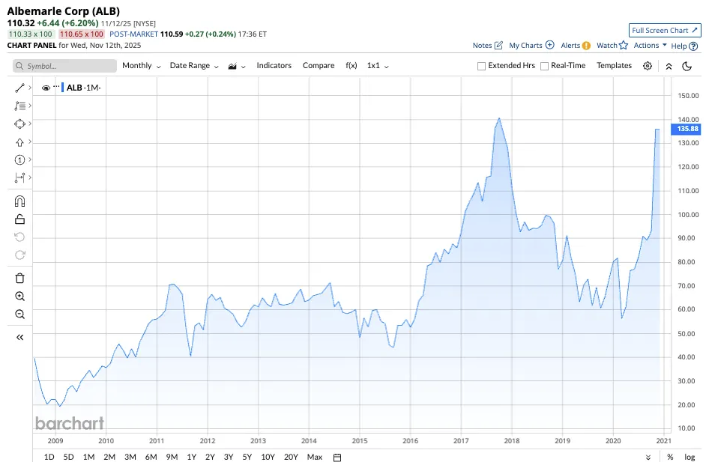 Albemarle Corp (ALB)
110.32 +6.44 (+6.20%) 11/12/25 [NYSE]
110.33 x 100 110.65 x 100 POST-MARKET 110.59 +0.27 (+0.24%) 17:36 ET
Full Screen Chart
CHART PANEL for Wed, Nov 12th, 2025
Notes My Charts Alerts Watch Actions Help
Symbol... Monthly Date Range Indicators Compare f(x) 1x1 Extended Hrs Real-Time Templates
ALB ·1M·
150.00
140.00
135.88
130.00
120.00
110.00
100.00
90.00
80.00
70.00
60.00
50.00
40.00
30.00
20.00
10.00
barchart
2009 2010 2011 2012 2013 2014 2015 2016 2017 2018 2019 2020 2021
1D 5D 1M 2M 3M 6M 9M 1Y 2Y 3Y 5Y 10Y 20Y Max % log